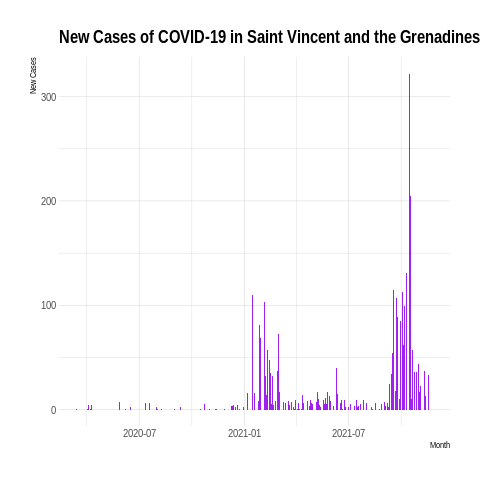 New Cases of COVID-19 in Saint Vincent and the Grenadines
New Cases
300
200
100
0
2020-07 2021-01 2021-07
Month